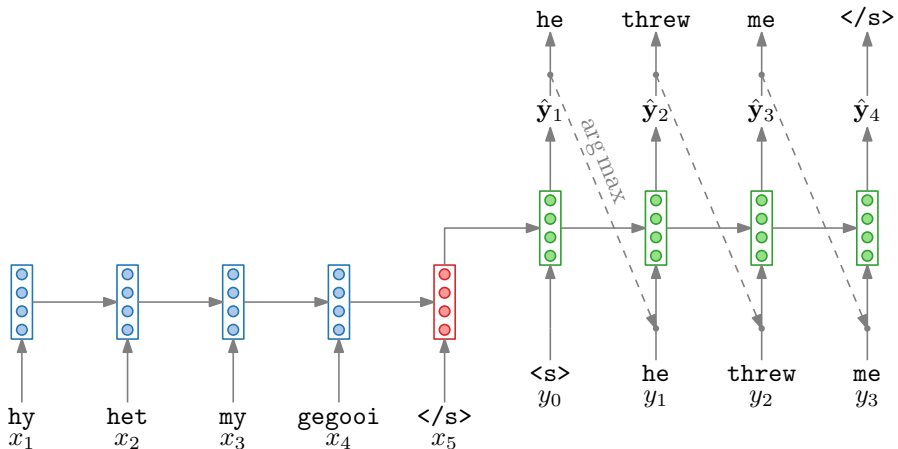 he threw me </s>
ŷ₁ ŷ₂ ŷ₃ ŷ₄
arg max
<s> he threw me
y₀ y₁ y₂ y₃
hy het my gegooi </s>
x₁ x₂ x₃ x₄ x₅